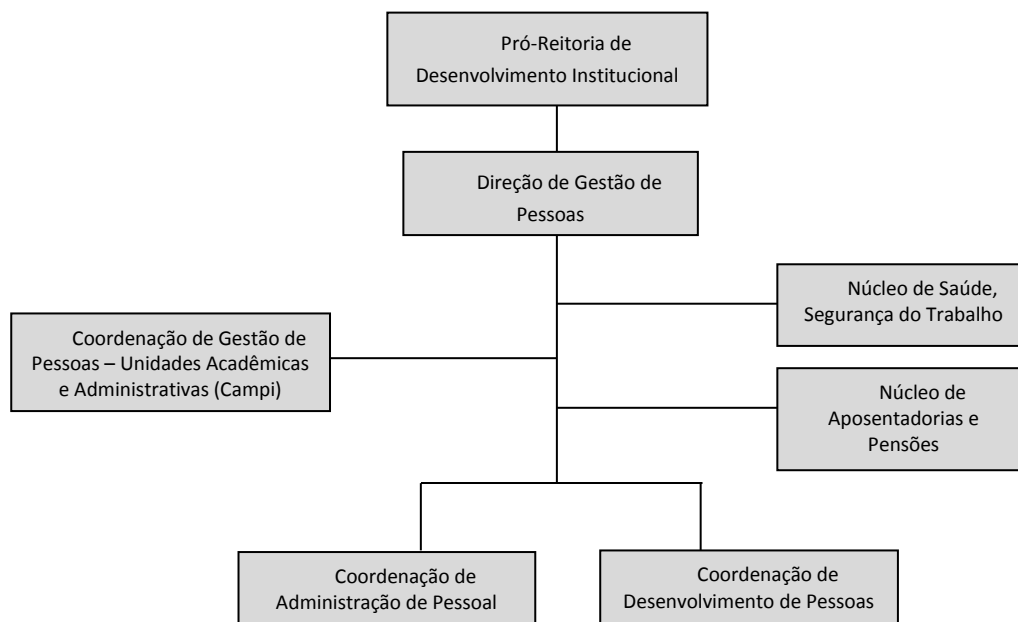 Pró-Reitoria de
Desenvolvimento Institucional
Direção de Gestão de
Pessoas
Núcleo de Saúde,
Segurança do Trabalho
Coordenação de Gestão de
Pessoas – Unidades Acadêmicas
e Administrativas (Campi)
Núcleo de
Aposentadorias e
Pensões
Coordenação de
Administração de Pessoal
Coordenação de
Desenvolvimento de Pessoas